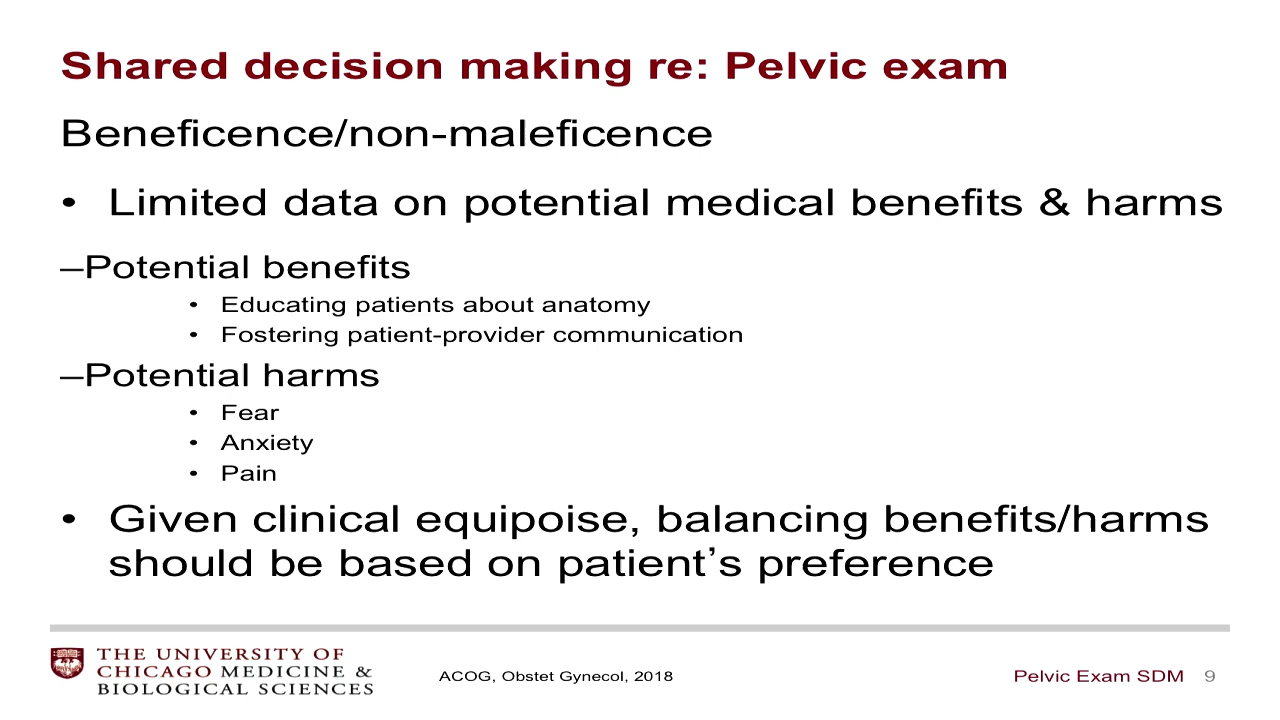 Shared decision making re: Pelvic exam
Beneficence/non-maleficence
• Limited data on potential medical benefits & harms
–Potential benefits
• Educating patients about anatomy
• Fostering patient-provider communication
–Potential harms
• Fear
• Anxiety
• Pain
• Given clinical equipoise, balancing benefits/harms
should be based on patient’s preference
THE UNIVERSITY OF
CHICAGO MEDICINE &
BIOLOGICAL SCIENCES
ACOG, Obstet Gynecol, 2018
Pelvic Exam SDM 9